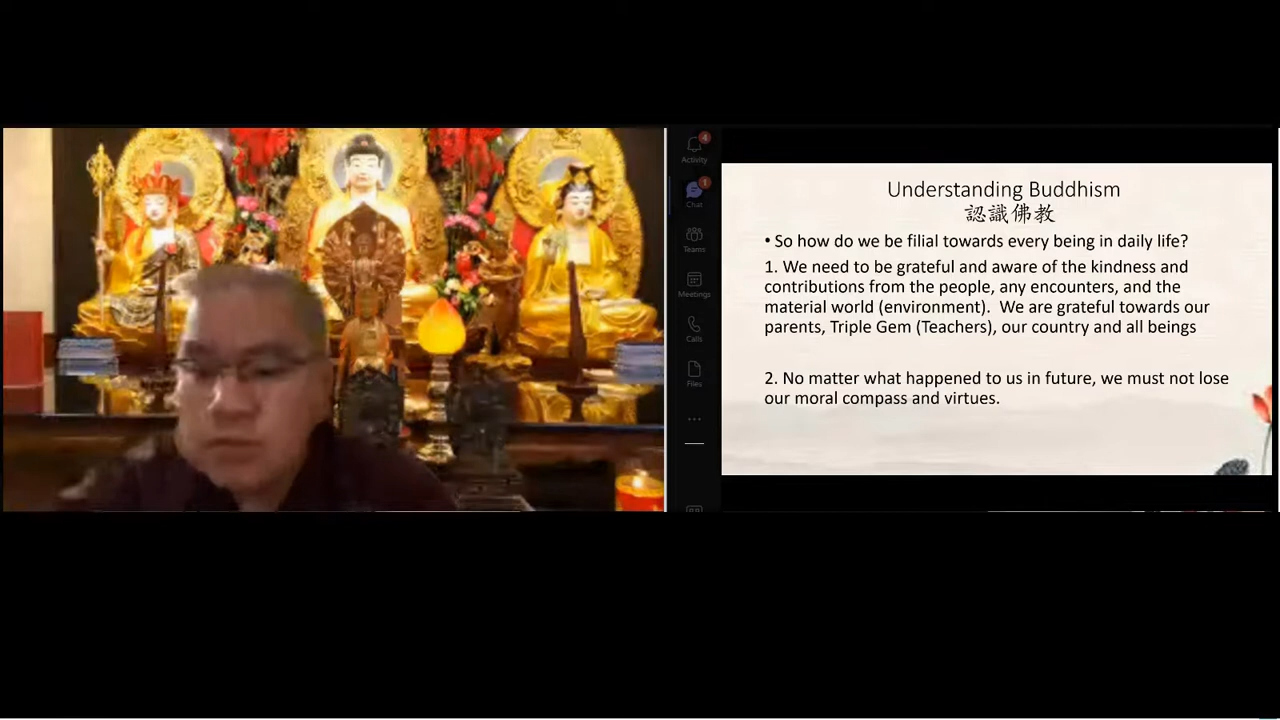 Activity
4
Chat
1
Teams
Meetings
Calls
Files
Understanding Buddhism
認識佛教
• So how do we be filial towards every being in daily life?
1. We need to be grateful and aware of the kindness and
contributions from the people, any encounters, and the
material world (environment).  We are grateful towards our
parents, Triple Gem (Teachers), our country and all beings
2. No matter what happened to us in future, we must not lose
our moral compass and virtues.